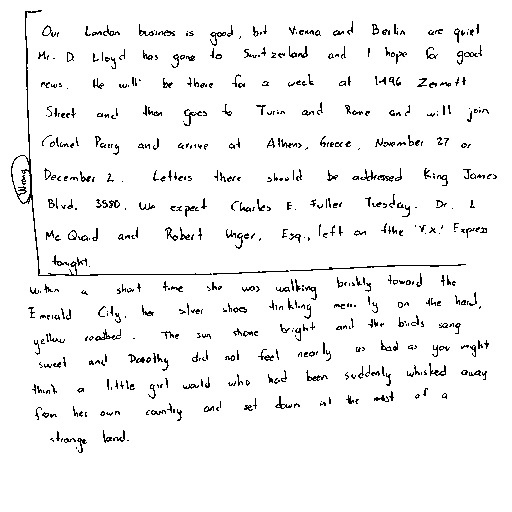 Our London business is good, but Vienna and Berlin are quiet
Mr. D. Lloyd has gone to Switzerland and I hope for good
news. He will be there for a week at 1496 Zermott
Street and then goes to Turin and Rome and will join
Colonel Parry and arrive at Athens, Greece, November 27 or
December 2. Letters there should be addressed King James
Blvd. 3580. We expect Charles E. Fuller Tuesday. Dr. L
Mc Quaid and Robert Unger, Esq., left on the 'V.X.' Express
tonight.
Wrong
Within a short time she was walking briskly toward the
Emerald City, her silver shoes tinkling on the hard,
yellow roadbed. The sun shone bright and the birds sang
sweet and Dorothy did not feel nearly as bad as you might
think a little girl would who had been suddenly whisked away
from her own country and set down in the of a
strange land.